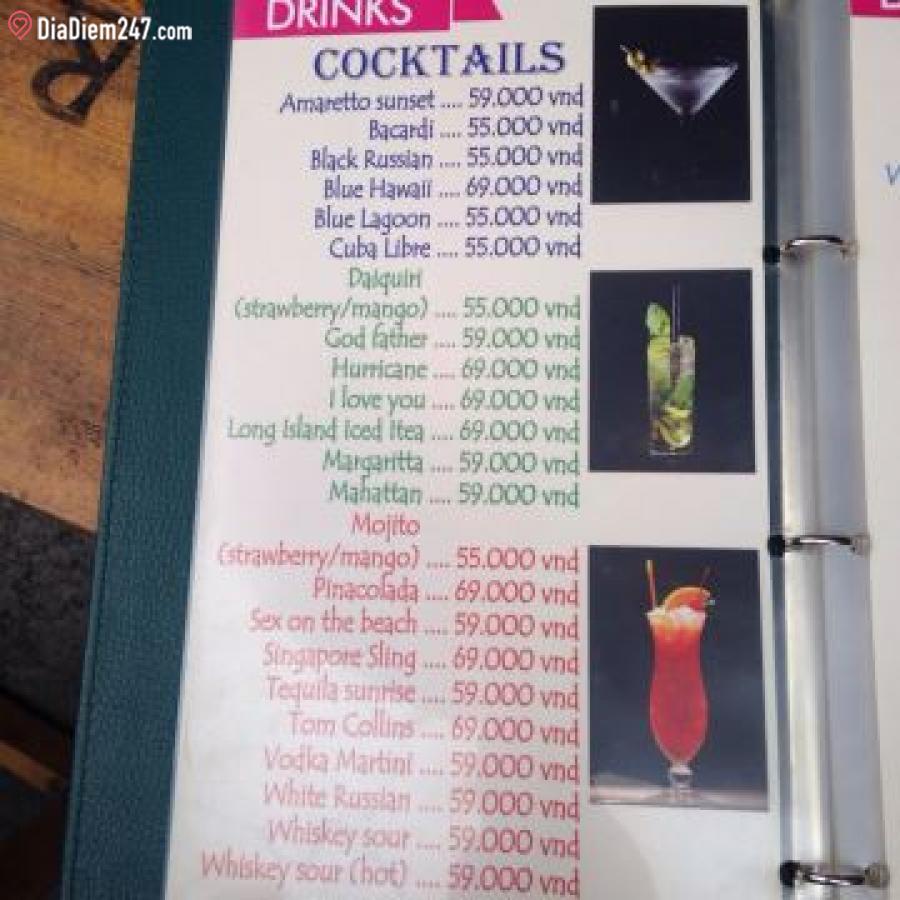 DiaDiem247.com
DRINKS
COCKTAILS
Amaretto sunset .... 59.000 vnd
Bacardi .... 55.000 vnd
Black Russian .... 55.000 vnd
Blue Hawaii .... 69.000 vnd
Blue Lagoon .... 55.000 vnd
Cuba Libre .... 55.000 vnd
Daiquiri
(strawberry/mango) .... 55.000 vnd
God father .... 59.000 vnd
Hurricane .... 69.000 vnd
I love you .... 69.000 vnd
Long Island Iced Itea .... 69.000 vnd
Margaritta .... 59.000 vnd
Mahattan .... 59.000 vnd
Mojito
(strawberry/mango) .... 55.000 vnd
Pinacolada .... 69.000 vnd
Sex on the beach .... 59.000 vnd
Singapore Sling .... 69.000 vnd
Tequila sunrise .... 59.000 vnd
Tom Collins .... 69.000 vnd
Vodka Martini .... 59.000 vnd
White Russian .... 59.000 vnd
Whiskey sour .... 59.000 vnd
Whiskey sour (hot) .... 59.000 vnd